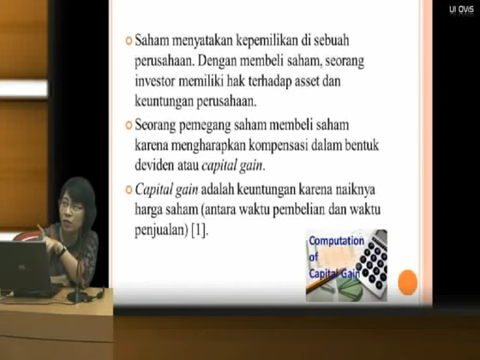 UI OVIS
Saham menyatakan kepemilikan di sebuah
perusahaan. Dengan membeli saham, seorang
investor memiliki hak terhadap asset dan
keuntungan perusahaan.
Seorang pemegang saham membeli saham
karena mengharapkan kompensasi dalam bentuk
deviden atau capital gain.
Capital gain adalah keuntungan karena naiknya
harga saham (antara waktu pembelian dan waktu
penjualan) [1].
Computation
of
Capital Gain